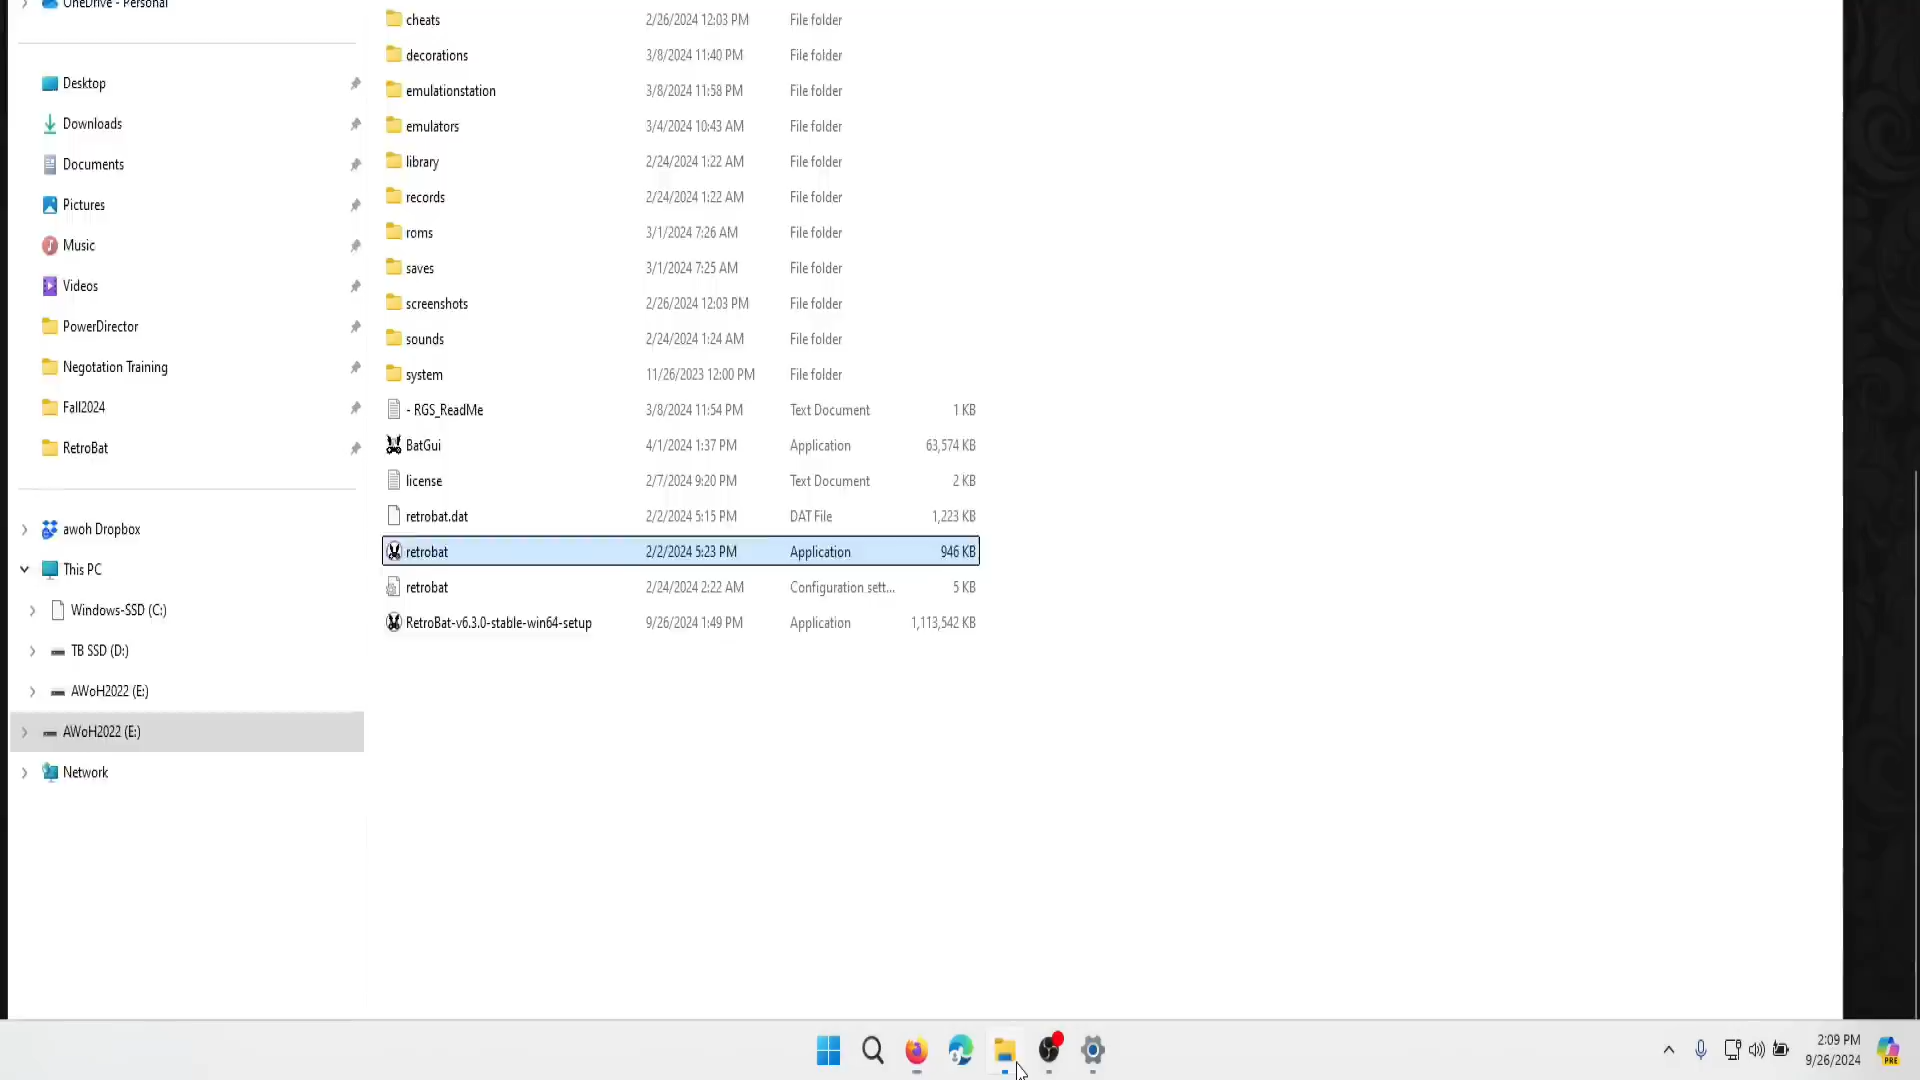 OneDrive - Personal
Desktop
Downloads
Documents
Pictures
Music
Videos
PowerDirector
Negotation Training
Fall2024
RetroBat
awoh Dropbox
This PC
Windows-SSD (C:)
TB SSD (D:)
AWoH2022 (E:)
AWoH2022 (E:)
Network
cheats 2/26/2024 12:03 PM File folder
decorations 3/8/2024 11:40 PM File folder
emulationstation 3/8/2024 11:58 PM File folder
emulators 3/4/2024 10:43 AM File folder
library 2/24/2024 1:22 AM File folder
records 2/24/2024 1:22 AM File folder
roms 3/1/2024 7:26 AM File folder
saves 3/1/2024 7:25 AM File folder
screenshots 2/26/2024 12:03 PM File folder
sounds 2/24/2024 1:24 AM File folder
system 11/26/2023 12:00 PM File folder
- RGS_ReadMe 3/8/2024 11:54 PM Text Document 1 KB
BatGui 4/1/2024 1:37 PM Application 63,574 KB
license 2/7/2024 9:20 PM Text Document 2 KB
retrobat.dat 2/2/2024 5:15 PM DAT File 1,223 KB
retrobat 2/2/2024 5:23 PM Application 946 KB
retrobat 2/24/2024 2:22 AM Configuration sett... 5 KB
RetroBat-v6.3.0-stable-win64-setup 9/26/2024 1:49 PM Application 1,113,542 KB
2:09 PM
9/26/2024
PRE